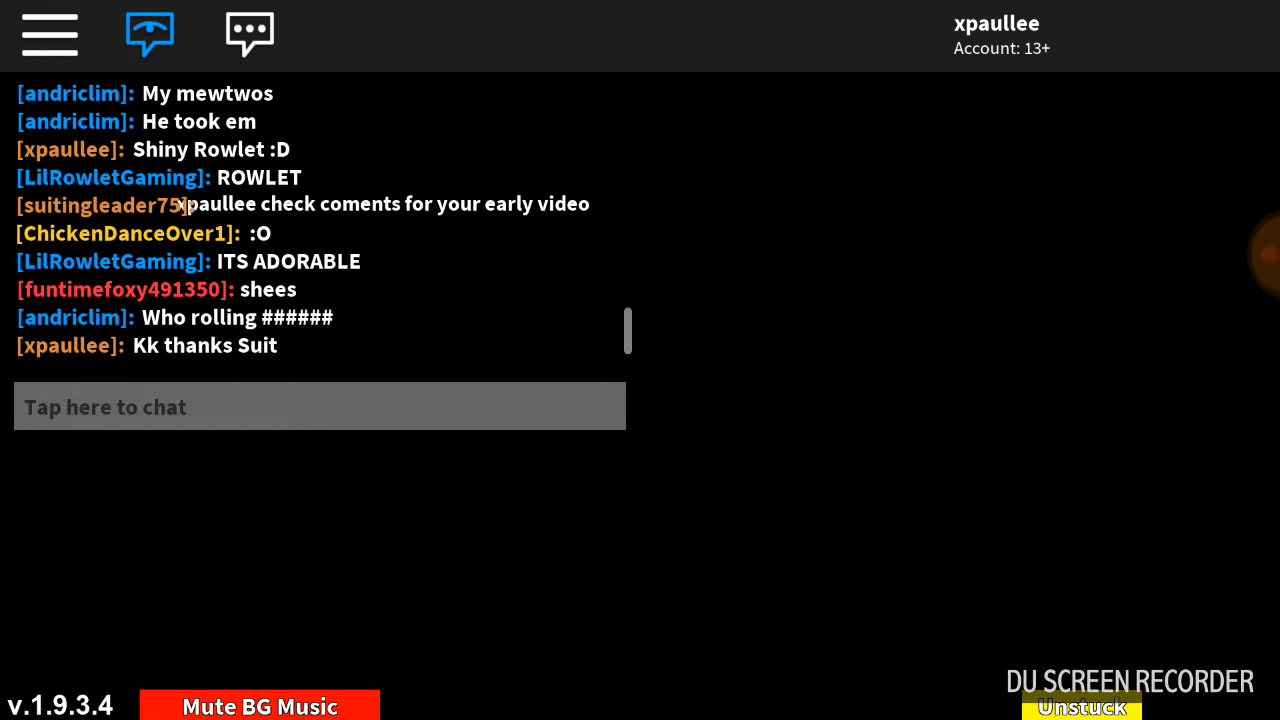 xpaullee
Account: 13+
[andriclim]: My mewtwos
[andriclim]: He took em
[xpaullee]: Shiny Rowlet :D
[LilRowletGaming]: ROWLET
[suitingleader75]: xpaullee check coments for your early video
[ChickenDanceOver1]: :O
[LilRowletGaming]: ITS ADORABLE
[funtimefoxy491350]: shees
[andriclim]: Who rolling ######
[xpaullee]: Kk thanks Suit
Tap here to chat
DU SCREEN RECORDER
v.1.9.3.4
Mute BG Music
Unstuck